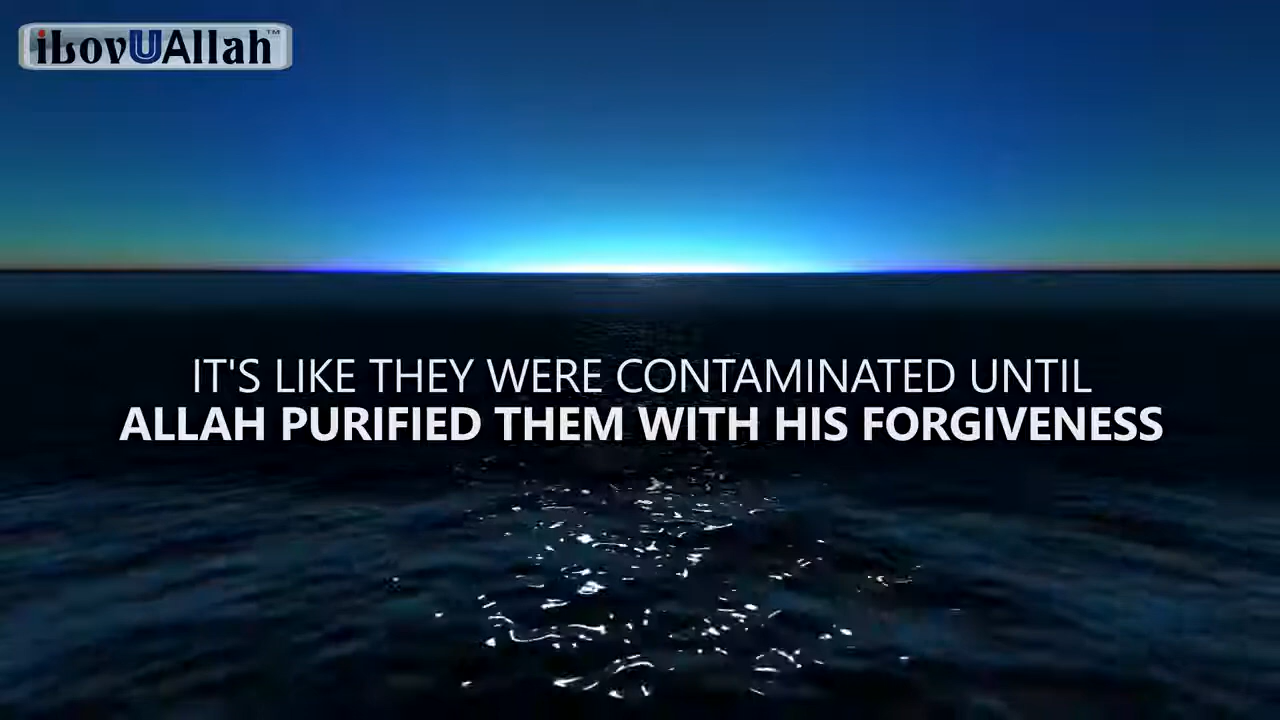 iLovUAllah™
IT'S LIKE THEY WERE CONTAMINATED UNTIL
ALLAH PURIFIED THEM WITH HIS FORGIVENESS